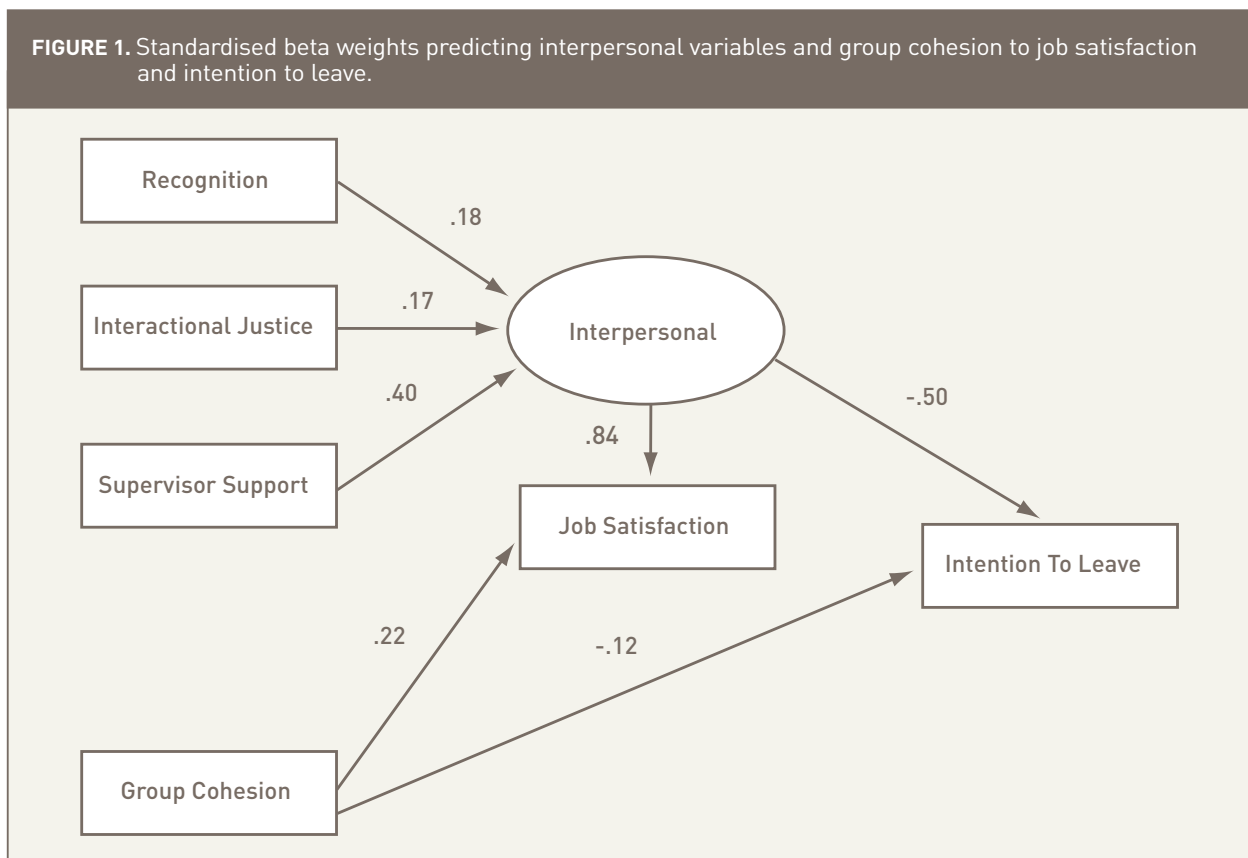 FIGURE 1. Standardised beta weights predicting interpersonal variables and group cohesion to job satisfaction
and intention to leave.
Recognition
.18
Interactional Justice
.17
Interpersonal
.40
-.50
.84
Supervisor Support
Job Satisfaction
Intention To Leave
.22
-.12
Group Cohesion